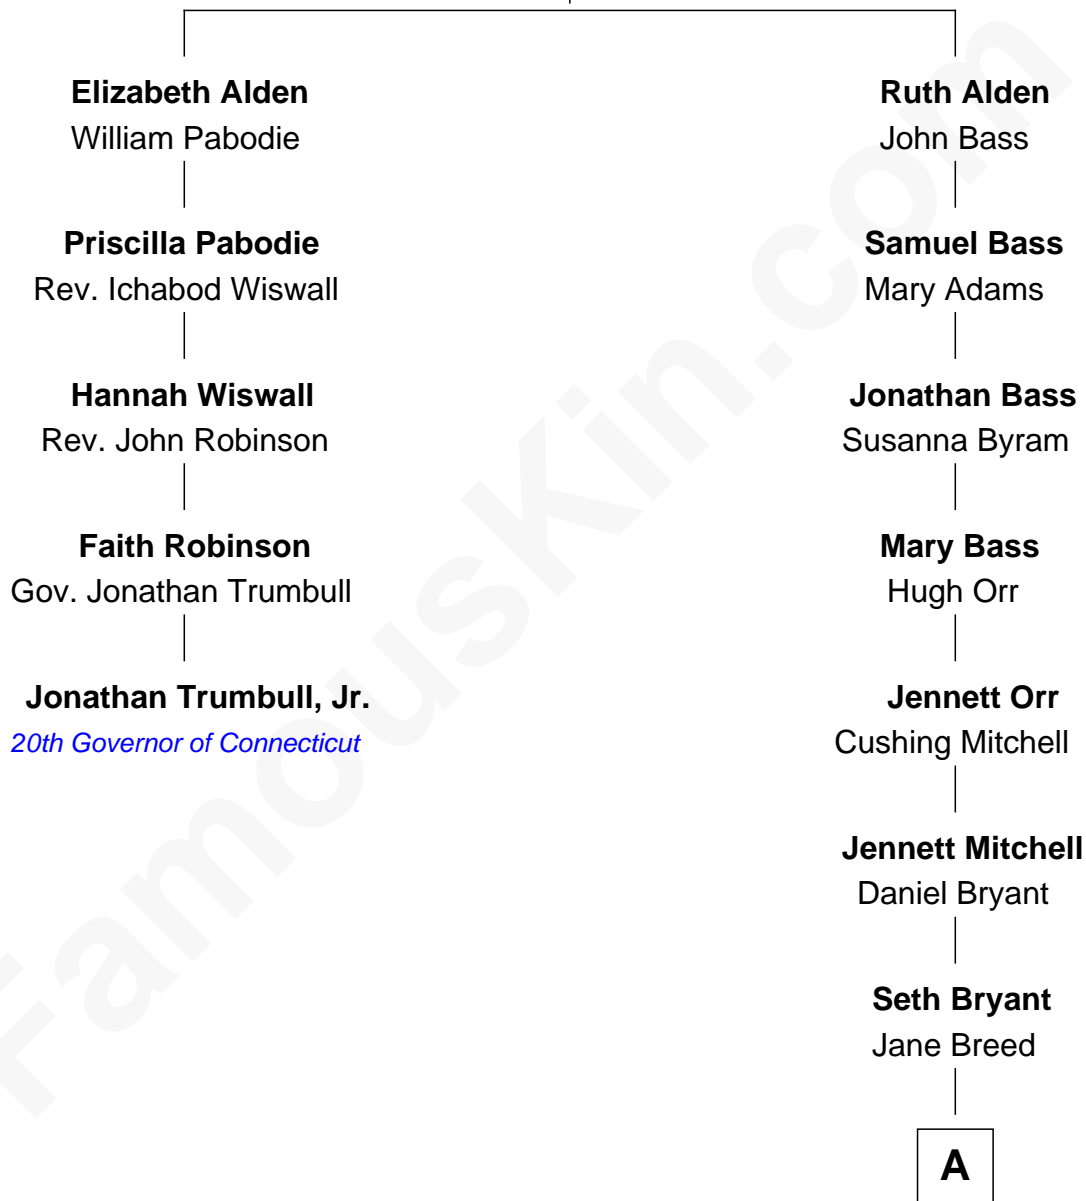 Elizabeth Alden
William Pabodie
Priscilla Pabodie
Rev. Ichabod Wiswall
Hannah Wiswall
Rev. John Robinson
Faith Robinson
Gov. Jonathan Trumbull
Jonathan Trumbull, Jr.
20th Governor of Connecticut
Ruth Alden
John Bass
Samuel Bass
Mary Adams
Jonathan Bass
Susanna Byram
Mary Bass
Hugh Orr
Jennett Orr
Cushing Mitchell
Jennett Mitchell
Daniel Bryant
Seth Bryant
Jane Breed
A
FamousKin.com